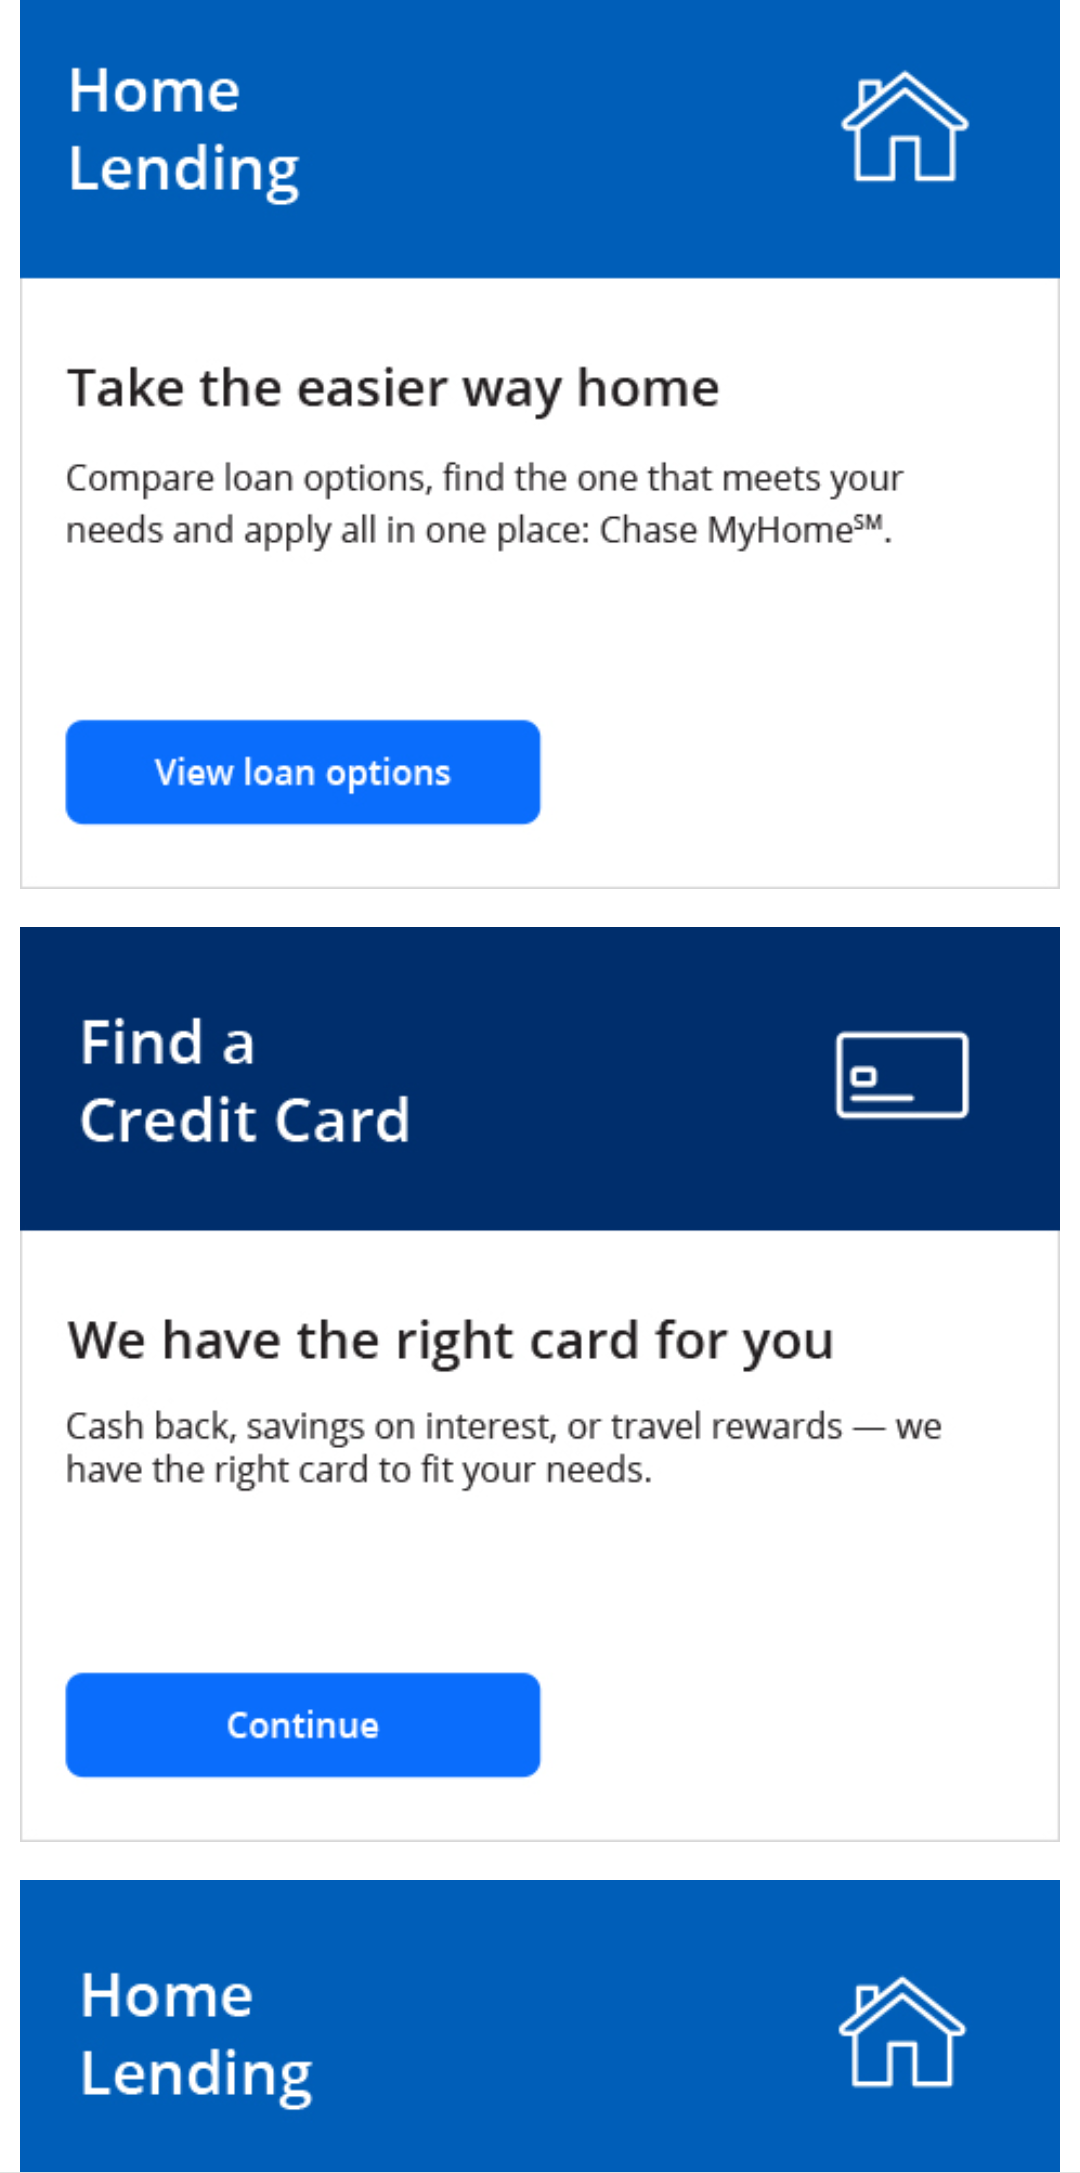 Home
Lending
Take the easier way home
Compare loan options, find the one that meets your
needs and apply all in one place: Chase MyHome℠.
View loan options
Find a
Credit Card
We have the right card for you
Cash back, savings on interest, or travel rewards — we
have the right card to fit your needs.
Continue
Home
Lending